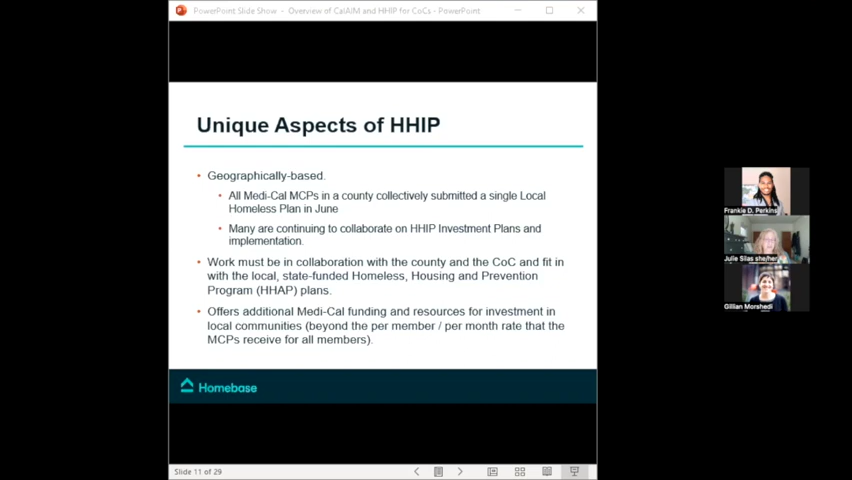 PowerPoint Slide Show - Overview of CalAIM and HHIP for CoCs - PowerPoint
Unique Aspects of HHIP
• Geographically-based.
• All Medi-Cal MCPs in a county collectively submitted a single Local
Homeless Plan in June
• Many are continuing to collaborate on HHIP Investment Plans and
implementation.
• Work must be in collaboration with the county and the CoC and fit in
with the local, state-funded Homeless, Housing and Prevention
Program (HHAP) plans.
• Offers additional Medi-Cal funding and resources for investment in
local communities (beyond the per member / per month rate that the
MCPs receive for all members).
Homebase
Slide 11 of 29
Frankie D. Perkins
Julie Silas she/her
Gillian Morshedi